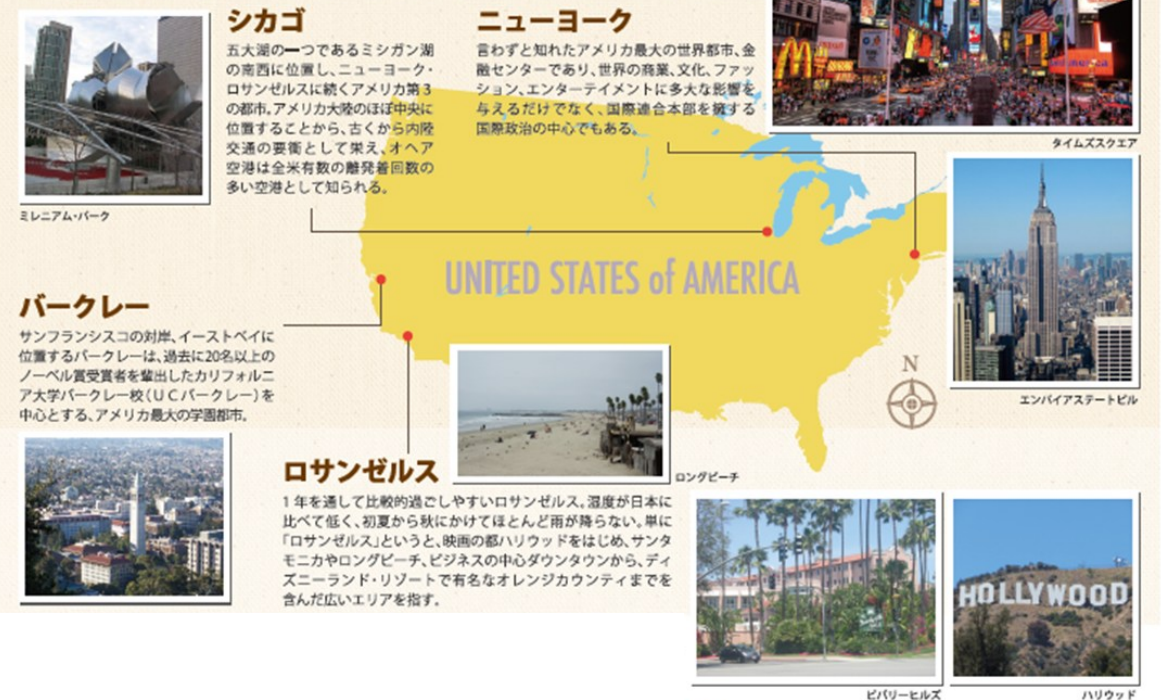 シカゴ
五大湖の一つであるミシガン湖
の南西に位置し、ニューヨーク・
ロサンゼルスに続くアメリカ第3
の都市。アメリカ大陸のほぼ中央に
位置することから、古くから内陸
交通の要衝として栄え、オヘア
空港は全米有数の離発着回数の
多い空港として知られる。
ミレニアム・パーク
ニューヨーク
言わずと知れたアメリカ最大の世界都市、金
融センターであり、世界の商業、文化、ファッ
ション、エンターテイメントに多大な影響を
与えるだけでなく、国際連合本部を擁する
国際政治の中心でもある。
タイムズスクエア
UNITED STATES of AMERICA
バークレー
サンフランシスコの対岸、イーストベイに
位置するバークレーは、過去に20名以上の
ノーベル賞受賞者を輩出したカリフォルニ
ア大学バークレー校(UCバークレー)を
中心とする、アメリカ最大の学園都市。
N
エンパイアステートビル
ロサンゼルス
ロングビーチ
1年を通して比較的過ごしやすいロサンゼルス。湿度が日本に
比べて低く、初夏から秋にかけてほとんど雨が降らない。単に
「ロサンゼルス」というと、映画の都ハリウッドをはじめ、サンタ
モニカやロングビーチ、ビジネスの中心ダウンタウンから、ディ
ズニーランド・リゾートで有名なオレンジカウンティまでを
含んだ広いエリアを指す。
HOLLYWOOD
ビバリーヒルズ
ハリウッド